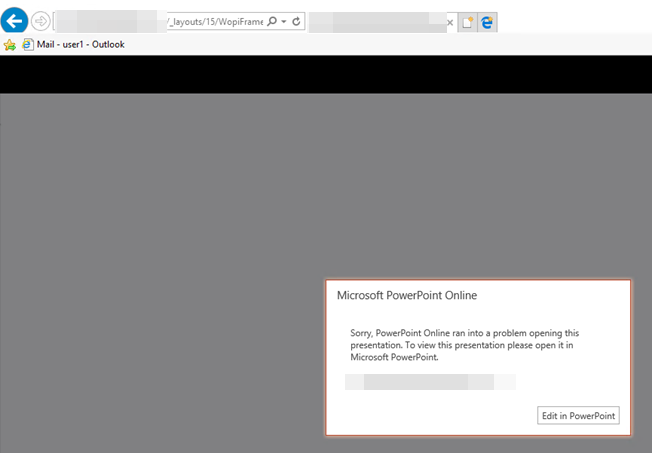 /_layouts/15/WopiFrame
Mail - user1 - Outlook
Microsoft PowerPoint Online
Sorry, PowerPoint Online ran into a problem opening this
presentation. To view this presentation please open it in
Microsoft PowerPoint.
Edit in PowerPoint